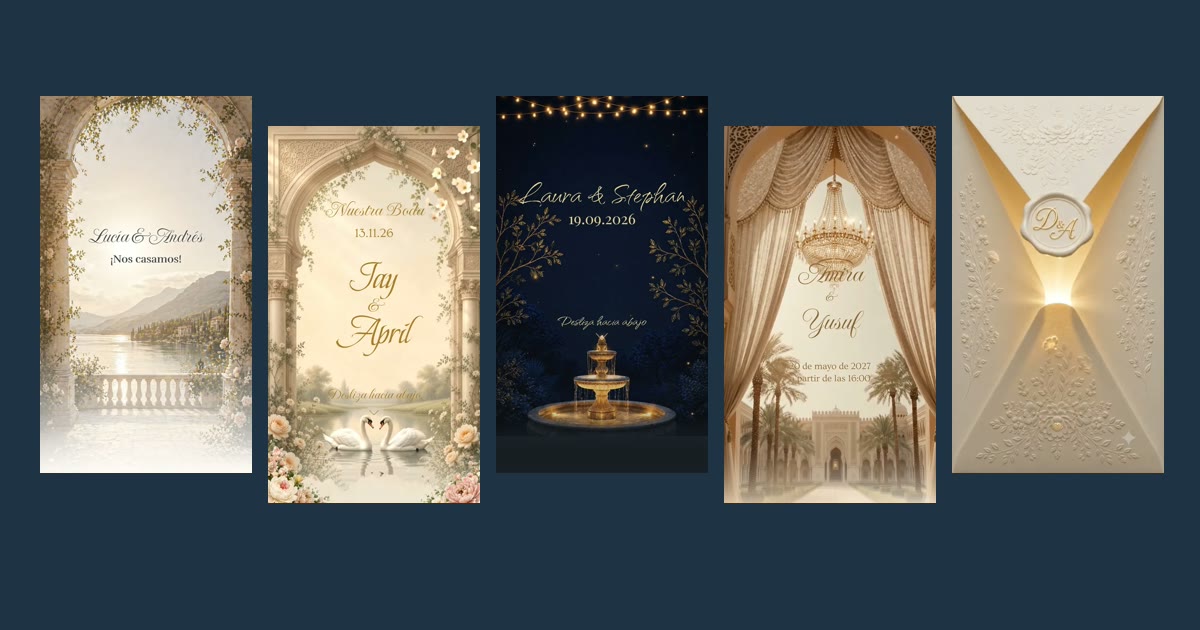 Lucía & Andrés
¡Nos casamos!
Nuestra Boda
13.11.26
Jay
&
April
Desliza hacia abajo
Laura & Stephan
19.09.2026
Desliza hacia abajo
Amira
&
Yusuf
de mayo de 2027
partir de las 16:00
D&A